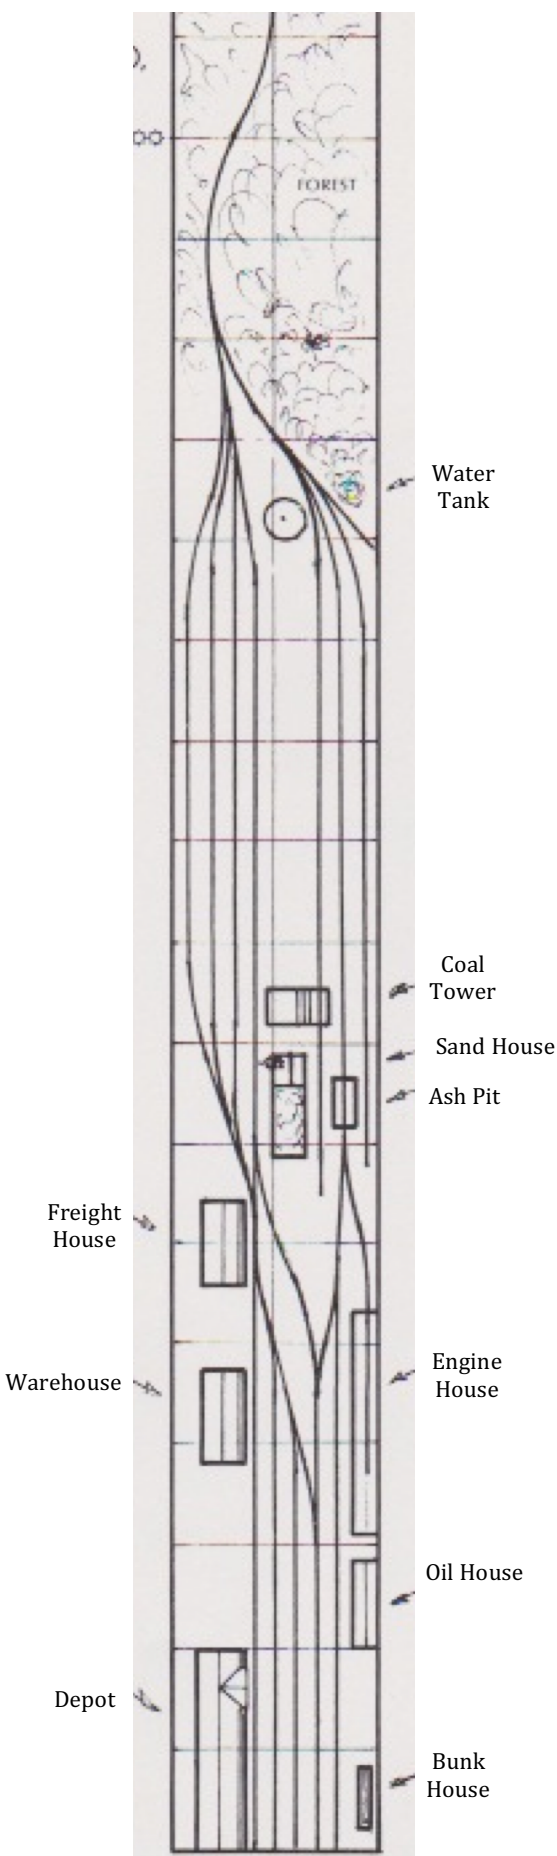 FOREST
Water
Tank
Coal
Tower
Sand House
Ash Pit
Freight
House
Warehouse
Engine
House
Oil House
Depot
Bunk
House